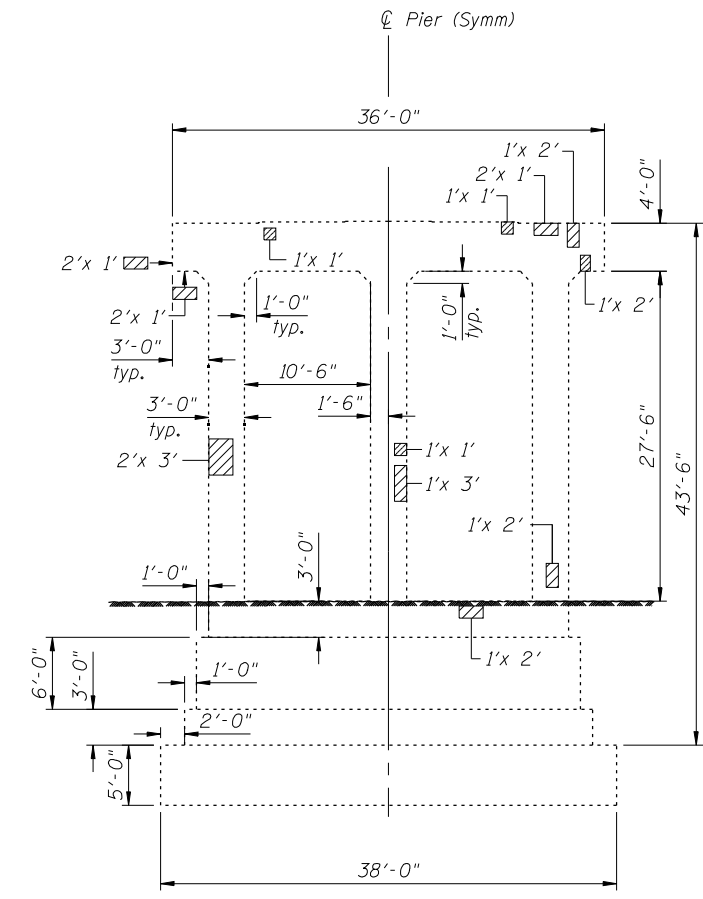 ℄ Pier (Symm)
36'-0"
1'x 2'
2'x 1'
1'x 1'
4'-0"
2'x 1'
1'x 1'
1'x 2'
2'x 1'
1'-0"
typ.
1'-0"
typ.
3'-0"
typ.
10'-6"
3'-0"
typ.
1'-6"
27'-6"
43'-6"
2'x 3'
1'x 1'
1'x 3'
1'x 2'
3'-0"
1'-0"
1'x 2'
6'-0"
3'-0"
1'-0"
2'-0"
5'-0"
38'-0"